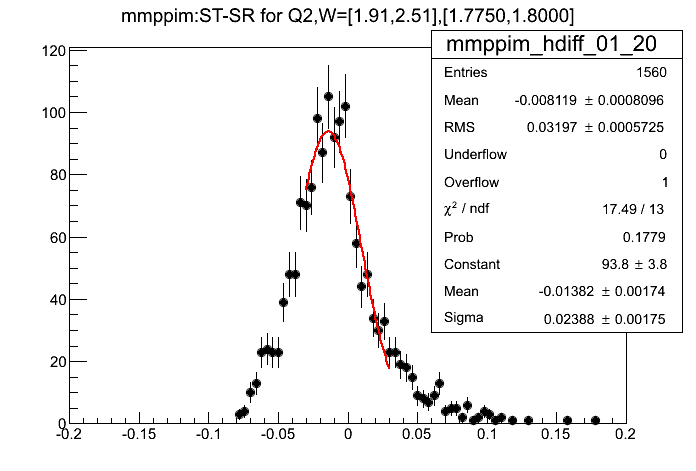 mmppim:ST-SR for Q2,W=[1.91,2.51],[1.7750,1.8000]
mmppim_hdiff_01_20
Entries 1560
Mean -0.008119 ± 0.0008096
RMS 0.03197 ± 0.0005725
Underflow 0
Overflow 1
χ² / ndf 17.49 / 13
Prob 0.1779
Constant 93.8 ± 3.8
Mean -0.01382 ± 0.00174
Sigma 0.02388 ± 0.00175
120
100
80
60
40
20
0
-0.2 -0.15 -0.1 -0.05 0 0.05 0.1 0.15 0.2